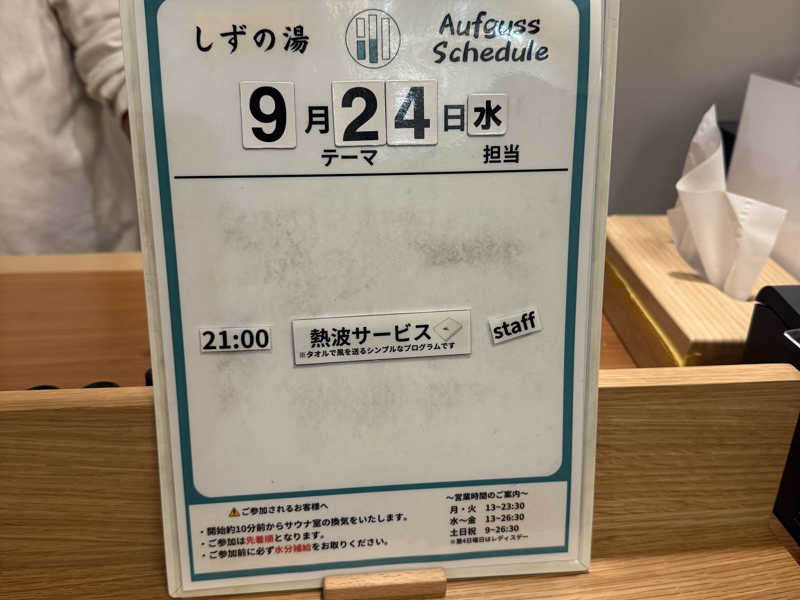 しずの湯 Aufguss
Schedule
9月24日水
テーマ 担当
21:00 熱波サービス staff
※タオルで風を送るシンプルなプログラムです
⚠ご参加されるお客様へ
・開始約10分前からサウナ室の換気をいたします。
・ご参加は先着順となります。
・ご参加前に必ず水分補給をお取りください。
～営業時間のご案内～
月・火 13~23:30
水～金 13~26:30
土日祝 9~26:30
※第4日曜日はレディスデー